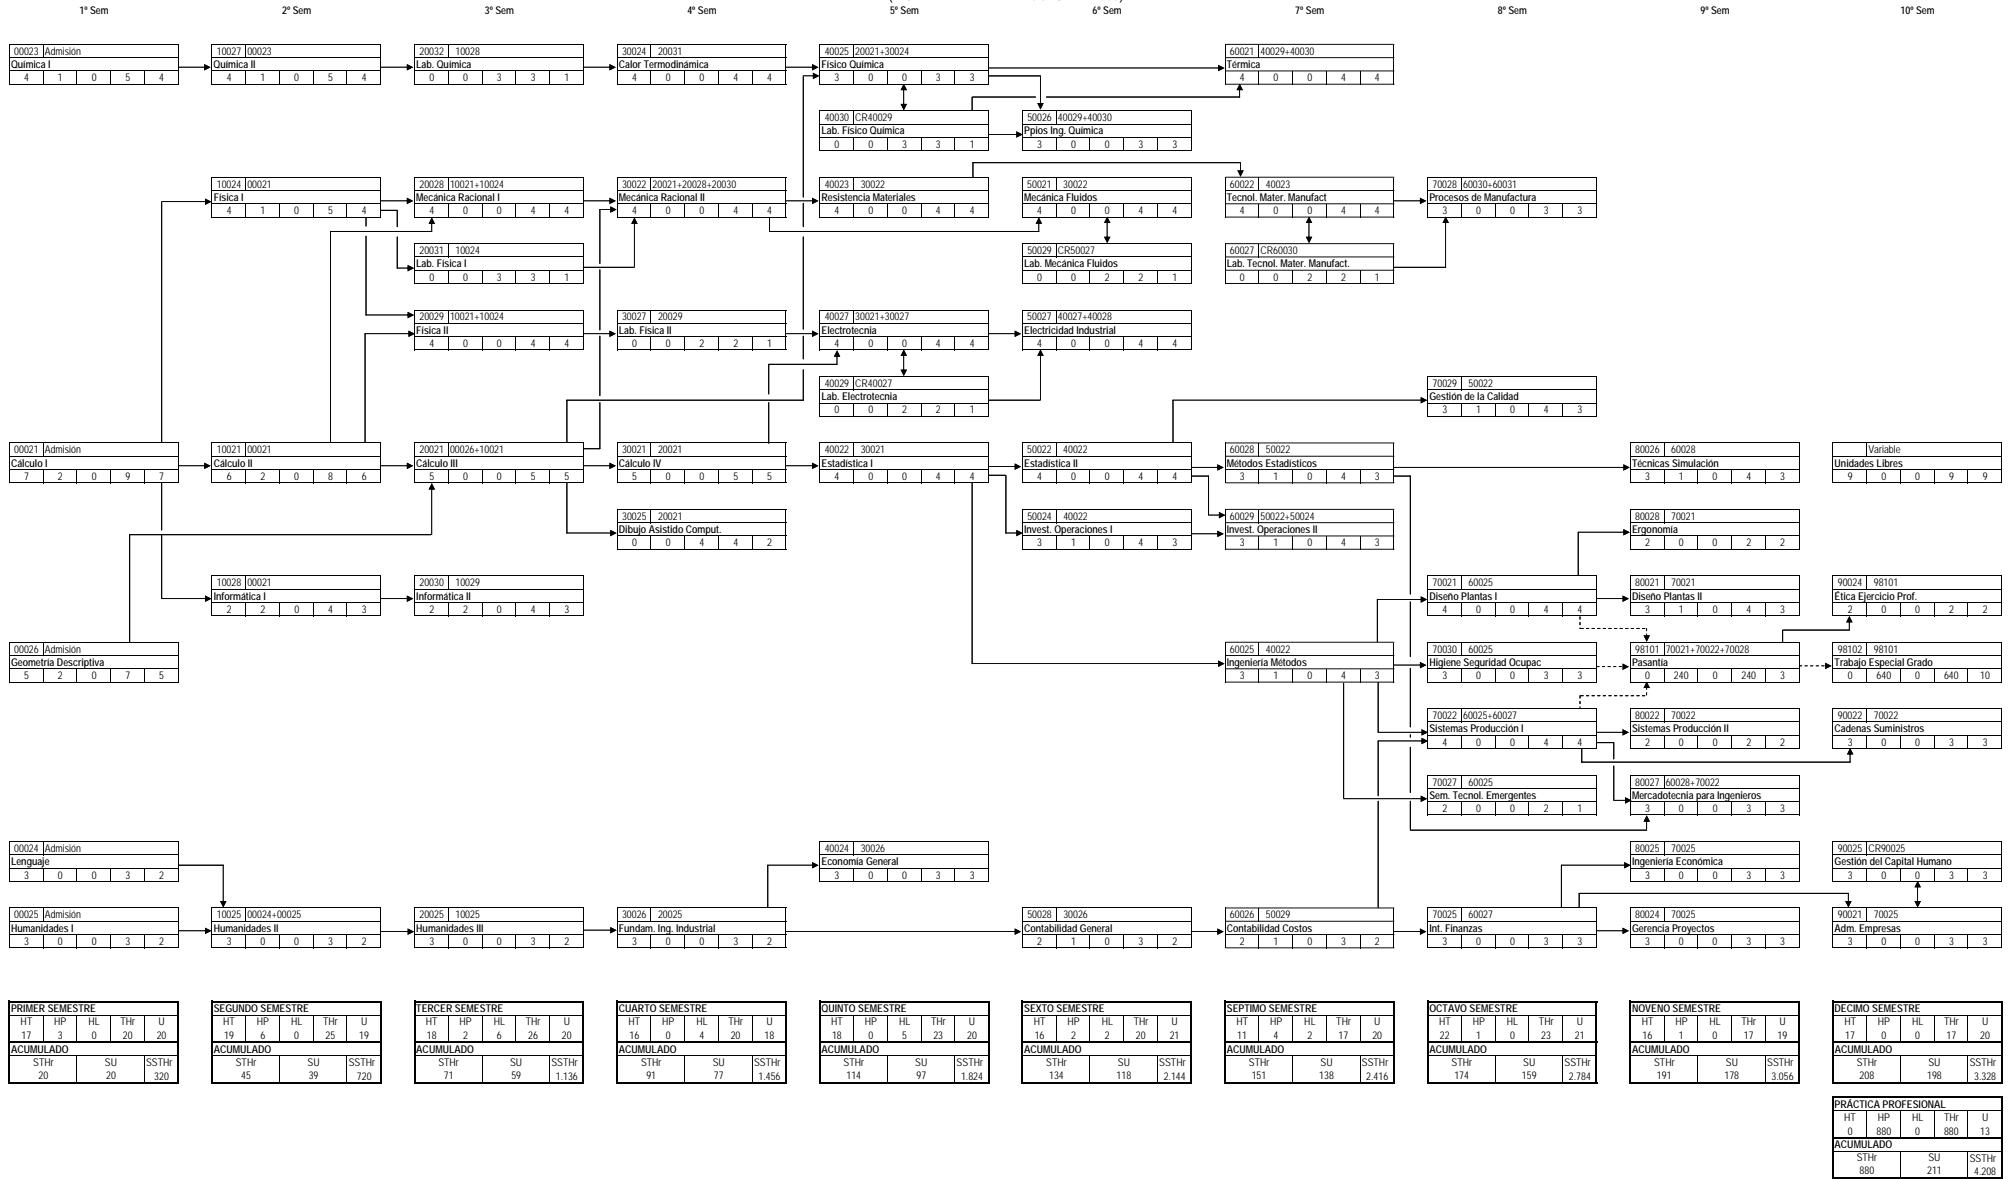 1º Sem 2º Sem 3º Sem 4º Sem 5º Sem 6º Sem 7º Sem 8º Sem 9º Sem 10º Sem
00023 Admisión
Química I
4 1 0 5 4
10027 00023
Química II
4 1 0 5 4
20032 10028
Lab. Química
0 0 3 3 1
30024 20031
Calor Termodinámica
4 0 0 4 4
40025 20021+30024
Físico Química
3 0 0 3 3
60021 40029+40030
Térmica
4 0 0 4 4
40030 CR40029
Lab. Físico Química
0 0 3 3 1
50026 40029+40030
Ppios Ing. Química
3 0 0 3 3
10024 00021
Física I
4 1 0 5 4
20028 10021+10024
Mecánica Racional I
4 0 0 4 4
30022 20021+20028+20030
Mecánica Racional II
4 0 0 4 4
40023 30022
Resistencia Materiales
4 0 0 4 4
50021 30022
Mecánica Fluidos
4 0 0 4 4
60022 40023
Tecnol. Mater. Manufact
4 0 0 4 4
70028 60030+60031
Procesos de Manufactura
3 0 0 3 3
20031 10024
Lab. Física I
0 0 3 3 1
50029 CR50027
Lab. Mecánica Fluidos
0 0 2 2 1
60027 CR60030
Lab. Tecnol. Mater. Manufact.
0 0 2 2 1
20029 10021+10024
Física II
4 0 0 4 4
30027 20029
Lab. Física II
0 0 2 2 1
40027 30021+30027
Electrotecnia
4 0 0 4 4
50027 40027+40028
Electricidad Industrial
4 0 0 4 4
40029 CR40027
Lab. Electrotecnia
0 0 2 2 1
70029 50022
Gestión de la Calidad
3 1 0 4 3
00021 Admisión
Cálculo I
7 2 0 9 7
10021 00021
Cálculo II
6 2 0 8 6
20021 00026+10021
Cálculo III
5 0 0 5 5
30021 20021
Cálculo IV
5 0 0 5 5
40022 30021
Estadística I
4 0 0 4 4
50022 40022
Estadística II
4 0 0 4 4
60028 50022
Métodos Estadísticos
3 1 0 4 3
80026 60028
Técnicas Simulación
3 1 0 4 3
Variable
Unidades Libres
9 0 0 9 9
30025 20021
Dibujo Asistido Comput.
0 0 4 4 2
50024 40022
Invest. Operaciones I
3 1 0 4 3
60029 50022+50024
Invest. Operaciones II
3 1 0 4 3
80028 70021
Ergonomía
2 0 0 2 2
10028 00021
Informática I
2 2 0 4 3
20030 10029
Informática II
2 2 0 4 3
70021 60025
Diseño Plantas I
4 0 0 4 4
80021 70021
Diseño Plantas II
3 1 0 4 3
90024 98101
Ética Ejercicio Prof.
2 0 0 2 2
00026 Admisión
Geometría Descriptiva
5 2 0 7 5
60025 40022
Ingeniería Métodos
3 1 0 4 3
70030 60025
Higiene Seguridad Ocupac
3 0 0 3 3
98101 70021+70022+70028
Pasantía
0 240 0 240 3
98102 98101
Trabajo Especial Grado
0 640 0 640 10
70022 60025+60027
Sistemas Producción I
4 0 0 4 4
80022 70022
Sistemas Producción II
2 0 0 2 2
90022 70022
Cadenas Suministros
3 0 0 3 3
70027 60025
Sem. Tecnol. Emergentes
2 0 0 2 1
80027 60028+70022
Mercadotecnia para Ingenieros
3 0 0 3 3
00024 Admisión
Lenguaje
3 0 0 3 2
40024 30026
Economía General
3 0 0 3 3
80025 70025
Ingeniería Económica
3 0 0 3 3
90025 CR90025
Gestión del Capital Humano
3 0 0 3 3
00025 Admisión
Humanidades I
3 0 0 3 2
10025 00024+00025
Humanidades II
3 0 0 3 2
20025 10025
Humanidades III
3 0 0 3 2
30026 20025
Fundam. Ing. Industrial
3 0 0 3 2
50028 30026
Contabilidad General
2 1 0 3 2
60026 50029
Contabilidad Costos
2 1 0 3 2
70025 60027
Int. Finanzas
3 0 0 3 3
80024 70025
Gerencia Proyectos
3 0 0 3 3
90021 70025
Adm. Empresas
3 0 0 3 3
PRIMER SEMESTRE
HT HP HL THr U
17 3 0 20 20
ACUMULADO
STHr SU SSTHr
20 20 320
SEGUNDO SEMESTRE
HT HP HL THr U
19 6 0 25 19
ACUMULADO
STHr SU SSTHr
45 39 720
TERCER SEMESTRE
HT HP HL THr U
18 2 6 26 20
ACUMULADO
STHr SU SSTHr
71 59 1.136
CUARTO SEMESTRE
HT HP HL THr U
16 0 4 20 18
ACUMULADO
STHr SU SSTHr
91 77 1.456
QUINTO SEMESTRE
HT HP HL THr U
18 0 5 23 20
ACUMULADO
STHr SU SSTHr
114 97 1.824
SEXTO SEMESTRE
HT HP HL THr U
16 2 2 20 21
ACUMULADO
STHr SU SSTHr
134 118 2.144
SEPTIMO SEMESTRE
HT HP HL THr U
11 4 2 17 20
ACUMULADO
STHr SU SSTHr
151 138 2.416
OCTAVO SEMESTRE
HT HP HL THr U
22 1 0 23 21
ACUMULADO
STHr SU SSTHr
174 159 2.784
NOVENO SEMESTRE
HT HP HL THr U
16 1 0 17 19
ACUMULADO
STHr SU SSTHr
191 178 3.056
DECIMO SEMESTRE
HT HP HL THr U
17 0 0 17 20
ACUMULADO
STHr SU SSTHr
208 198 3.328
PRÁCTICA PROFESIONAL
HT HP HL THr U
0 880 0 880 13
ACUMULADO
STHr SU SSTHr
880 211 4.208